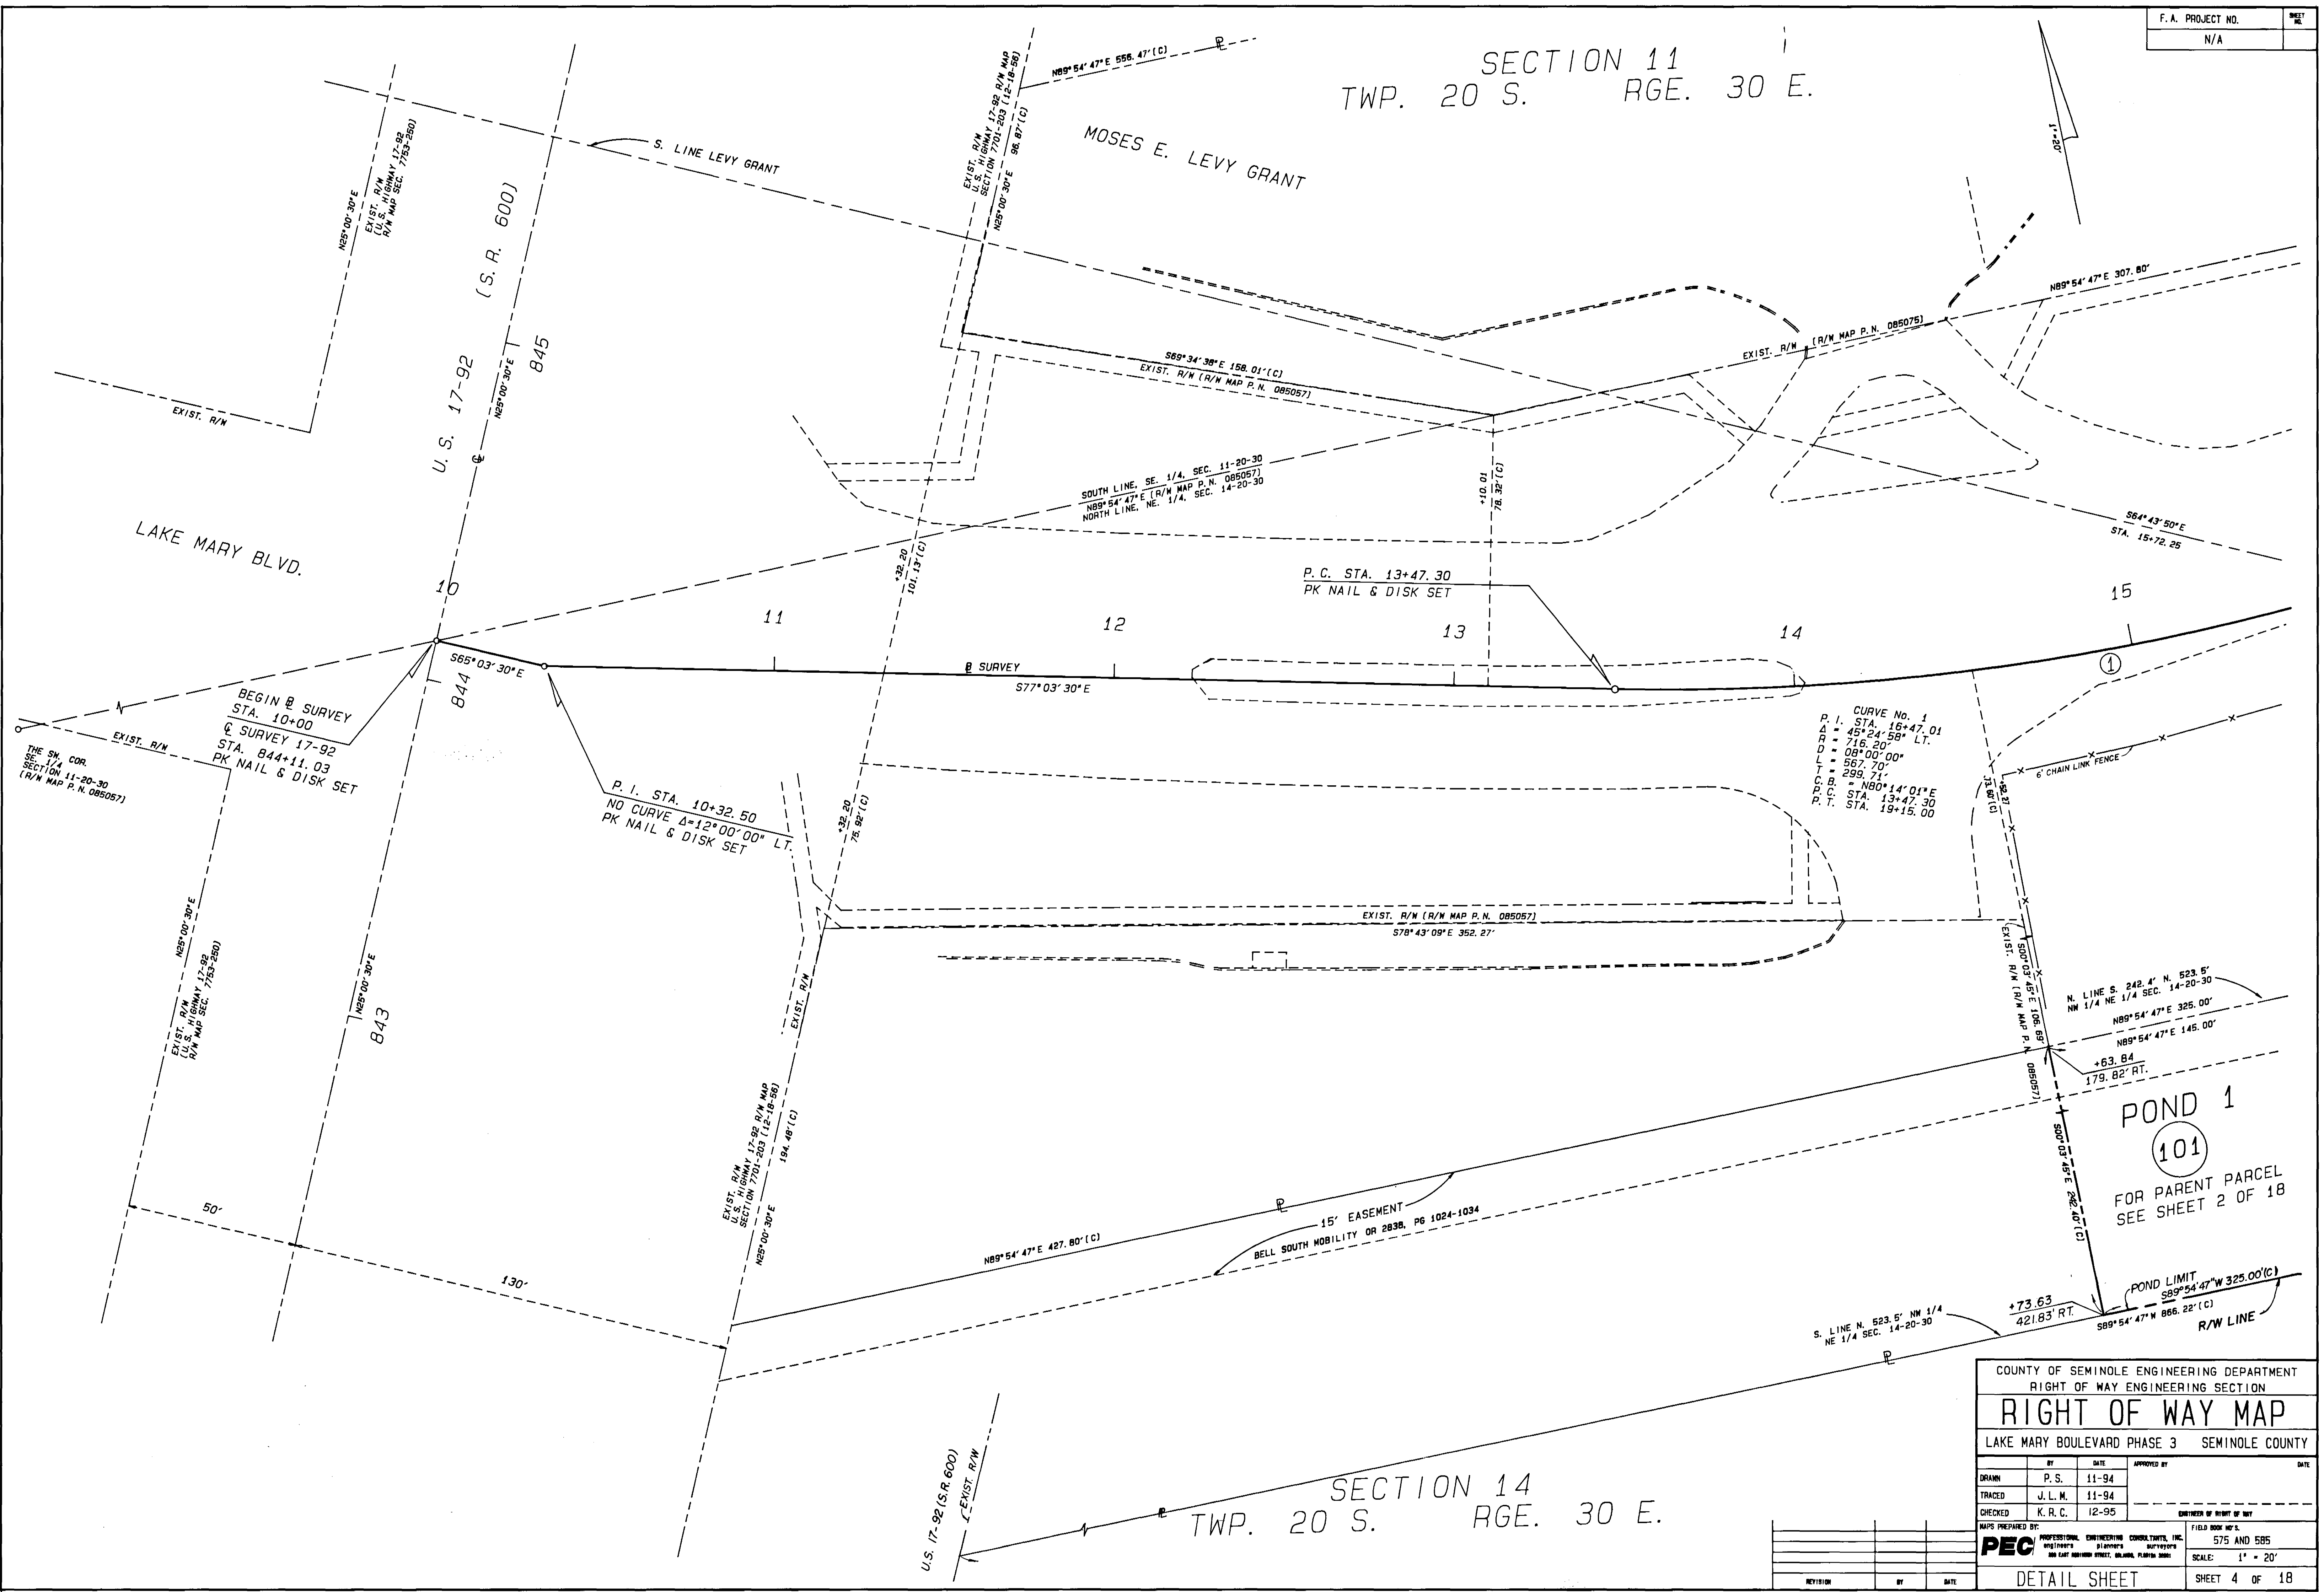 F. A. PROJECT NO.
SHEET NO.
N/A
SECTION 11
TWP. 20 S. RGE. 30 E.
1"=20'
MOSES E. LEVY GRANT
N89°54'47"E 556.47'(C)
EXIST. R/W
U.S. HIGHWAY 17-92 R/W MAP
SECTION 7701-203 (12-18-56)
N25°00'30"E 96.87'(C)
S. LINE LEVY GRANT
N25°00'30"E
EXIST. R/W
(U.S. HIGHWAY 17-92
R/W MAP SEC. 7753-250)
U.S. 17-92 (S.R. 600)
N25°00'30"E
845
EXIST. R/W
N89°54'47"E 307.80'
EXIST. R/W (R/W MAP P.N. 085075)
S69°34'38"E 158.01'(C)
EXIST. R/W (R/W MAP P.N. 085057)
SOUTH LINE, SE. 1/4, SEC. 11-20-30
N89°54'47"E (R/W MAP P.N. 085057)
NORTH LINE, NE. 1/4, SEC. 14-20-30
+10.01
78.32'(C)
S64°43'50"E
STA. 15+72.25
LAKE MARY BLVD.
+32.20
101.13'(C)
P.C. STA. 13+47.30
PK NAIL & DISK SET
10
11
12
13
14
15
S65°03'30"E
SURVEY
S77°03'30"E
1
844
BEGIN B SURVEY
STA. 10+00
C SURVEY 17-92
STA. 844+11.03
PK NAIL & DISK SET
THE SW. COR.
SE. 1/4
SECTION 11-20-30
(R/W MAP P.N. 085057)
EXIST. R/W
P.I. STA. 10+32.50
NO CURVE Δ=12°00'00" LT.
PK NAIL & DISK SET
+32.20
75.92'(C)
CURVE No. 1
P.I. STA. 16+47.01
Δ = 45°24'58" LT.
R = 716.20'
D = 08°00'00"
L = 567.70'
T = 299.71'
C.B. = N80°14'01"E
P.C. STA. 13+47.30
P.T. STA. 19+15.00
6' CHAIN LINK FENCE
EXIST. R/W (R/W MAP P.N. 085057)
S78°43'09"E 352.27'
N25°00'30"E
EXIST. R/W
(U.S. HIGHWAY 17-92
R/W MAP SEC. 7753-250)
N25°00'30"E
843
EXIST. R/W
S00°03'45"E 106.69'
EXIST. R/W (R/W MAP P.N. 085057)
N. LINE S. 242.4' N. 523.5'
NW 1/4 NE 1/4 SEC. 14-20-30
N89°54'47"E 325.00'
N89°54'47"E 145.00'
+63.84
179.82' RT.
POND 1
101
FOR PARENT PARCEL
SEE SHEET 2 OF 18
S00°03'45"E 242.40'(C)
EXIST. R/W
U.S. HIGHWAY 17-92 R/W MAP
SECTION 7701-203 (12-18-56)
N25°00'30"E 194.48'(C)
50'
130'
N89°54'47"E 427.80'(C)
15' EASEMENT
BELL SOUTH MOBILITY OR 2838, PG 1024-1034
POND LIMIT
S89°54'47"W 325.00'(C)
S89°54'47"W 866.22'(C)
R/W LINE
+73.63
421.83' RT.
S. LINE N. 523.5' NW 1/4
NE 1/4 SEC. 14-20-30
U.S. 17-92 (S.R. 600)
EXIST. R/W
SECTION 14
TWP. 20 S. RGE. 30 E.
COUNTY OF SEMINOLE ENGINEERING DEPARTMENT
RIGHT OF WAY ENGINEERING SECTION
RIGHT OF WAY MAP
LAKE MARY BOULEVARD PHASE 3 SEMINOLE COUNTY
BY DATE APPROVED BY DATE
DRAWN P.S. 11-94
TRACED J.L.M. 11-94
CHECKED K.R.C. 12-95 ENGINEER OF RIGHT OF WAY
MAPS PREPARED BY:
PEC PROFESSIONAL ENGINEERING CONSULTANTS, INC.
engineers planners surveyors
FIELD BOOK NO'S.
575 AND 585
SCALE: 1" = 20'
REVISION BY DATE
DETAIL SHEET SHEET 4 OF 18